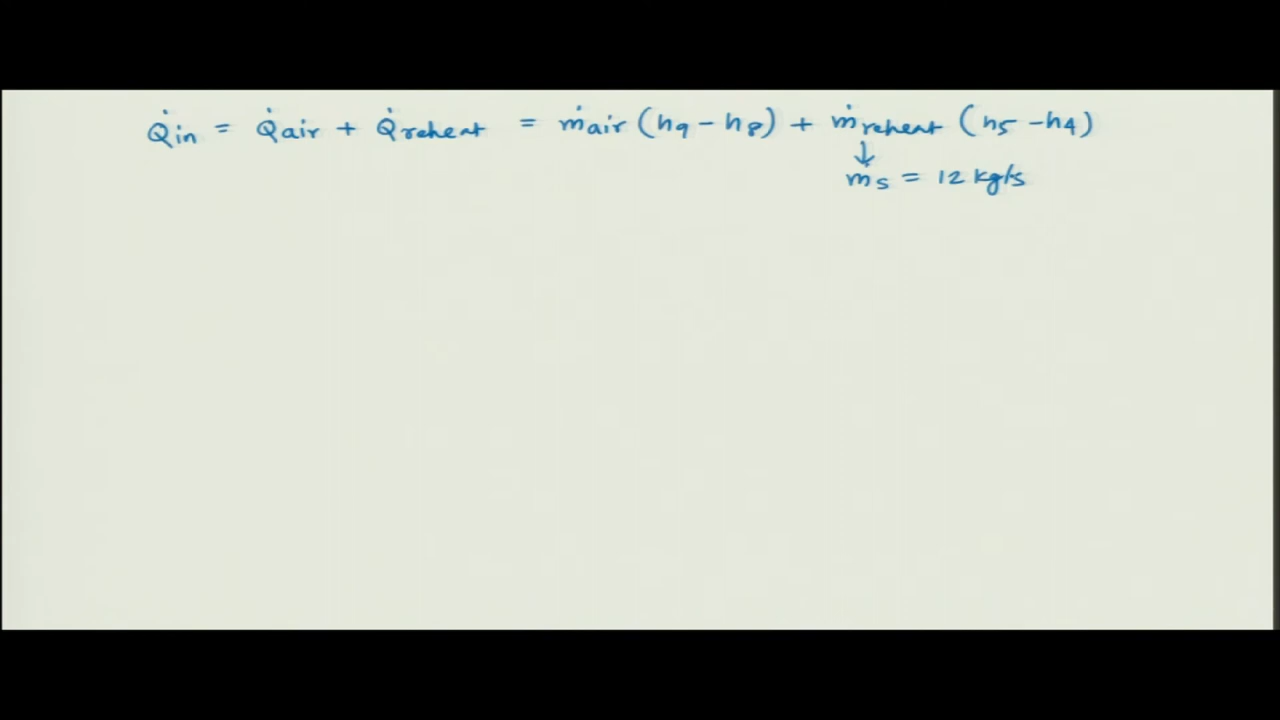 Q̇in = Q̇air + Q̇reheat = ṁair (h9 - h8) + ṁreheat (h5 - h4)
↓
ṁs = 12 kg/s